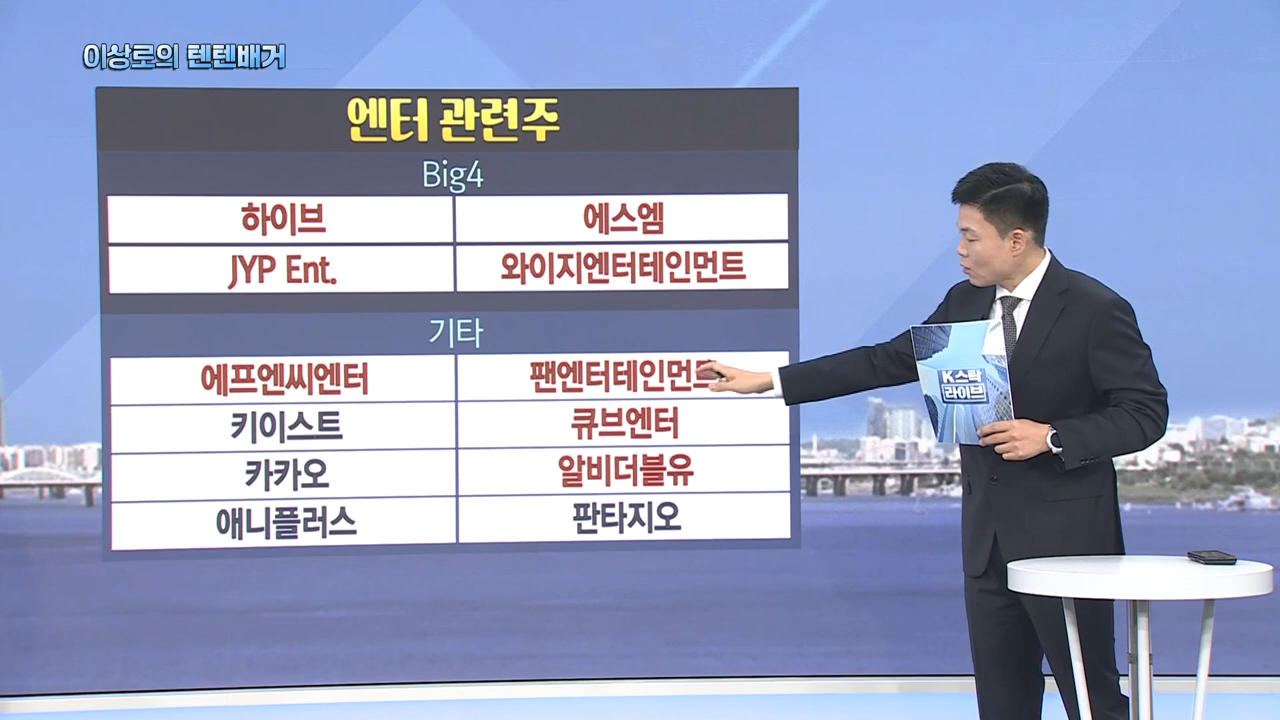 이상로의 텐텐배거
엔터 관련주
Big4
하이브 에스엠
JYP Ent. 와이지엔터테인먼트
기타
에프엔씨엔터 팬엔터테인먼트
키이스트 큐브엔터
카카오 알비더블유
애니플러스 판타지오
K스탁
라이브